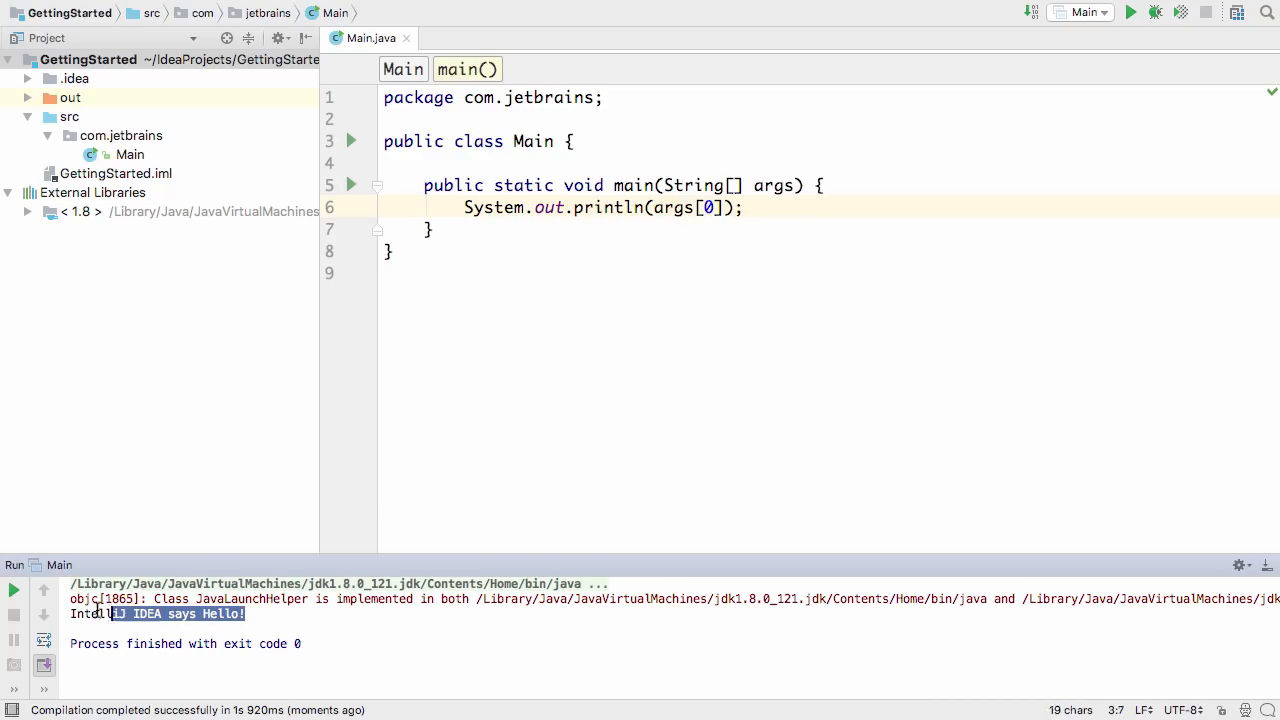 GettingStarted src com jetbrains Main
Main
Project
Main.java
GettingStarted ~/IdeaProjects/GettingStarte
.idea
out
src
com.jetbrains
Main
GettingStarted.iml
External Libraries
< 1.8 > /Library/Java/JavaVirtualMachines
Main main()
1 package com.jetbrains;
2
3 public class Main {
4
5 public static void main(String[] args) {
6 System.out.println(args[0]);
7 }
8 }
9
Run Main
/Library/Java/JavaVirtualMachines/jdk1.8.0_121.jdk/Contents/Home/bin/java ...
objc[1865]: Class JavaLaunchHelper is implemented in both /Library/Java/JavaVirtualMachines/jdk1.8.0_121.jdk/Contents/Home/bin/java and /Library/Java/JavaVirtualMachines/jdk
IntelliJ IDEA says Hello!
Process finished with exit code 0
Compilation completed successfully in 1s 920ms (moments ago)
19 chars 3:7 LF÷ UTF-8÷